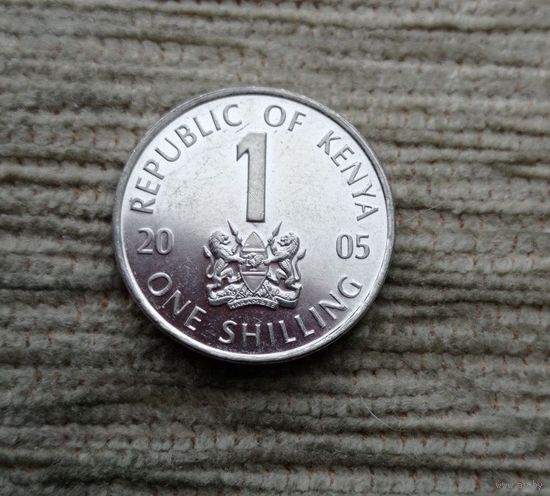 REPUBLIC OF KENYA
1
20 05
ONE SHILLING